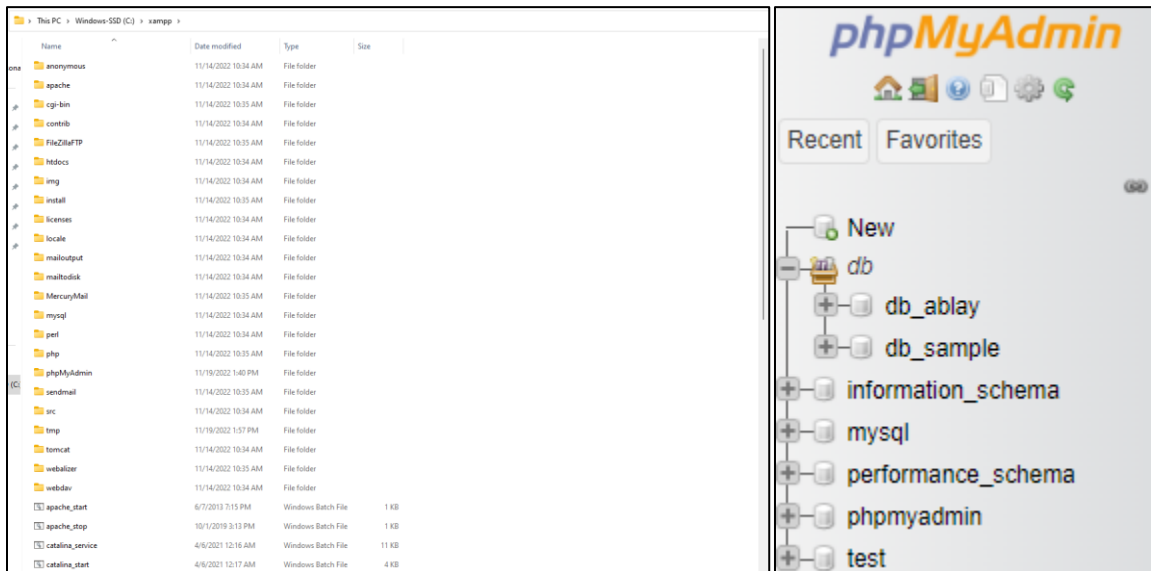 This PC > Windows-SSD (C:) > xampp >
Name Date modified Type Size
anonymous 11/14/2022 10:34 AM File folder
apache 11/14/2022 10:34 AM File folder
cgi-bin 11/14/2022 10:35 AM File folder
contrib 11/14/2022 10:34 AM File folder
FileZillaFTP 11/14/2022 10:35 AM File folder
htdocs 11/14/2022 10:34 AM File folder
img 11/14/2022 10:34 AM File folder
install 11/14/2022 10:35 AM File folder
licenses 11/14/2022 10:34 AM File folder
locale 11/14/2022 10:34 AM File folder
mailoutput 11/14/2022 10:34 AM File folder
mailtodisk 11/14/2022 10:34 AM File folder
MercuryMail 11/14/2022 10:35 AM File folder
mysql 11/14/2022 10:34 AM File folder
perl 11/14/2022 10:34 AM File folder
php 11/14/2022 10:35 AM File folder
phpMyAdmin 11/19/2022 1:40 PM File folder
sendmail 11/14/2022 10:35 AM File folder
src 11/14/2022 10:34 AM File folder
tmp 11/19/2022 1:57 PM File folder
tomcat 11/14/2022 10:34 AM File folder
webalizer 11/14/2022 10:35 AM File folder
webdav 11/14/2022 10:34 AM File folder
apache_start 6/7/2013 7:15 PM Windows Batch File 1 KB
apache_stop 10/1/2019 3:13 PM Windows Batch File 1 KB
catalina_service 4/6/2021 12:16 AM Windows Batch File 11 KB
catalina_start 4/6/2021 12:17 AM Windows Batch File 4 KB
ona
(C:
phpMyAdmin
Recent Favorites
New
db
db_ablay
db_sample
information_schema
mysql
performance_schema
phpmyadmin
test